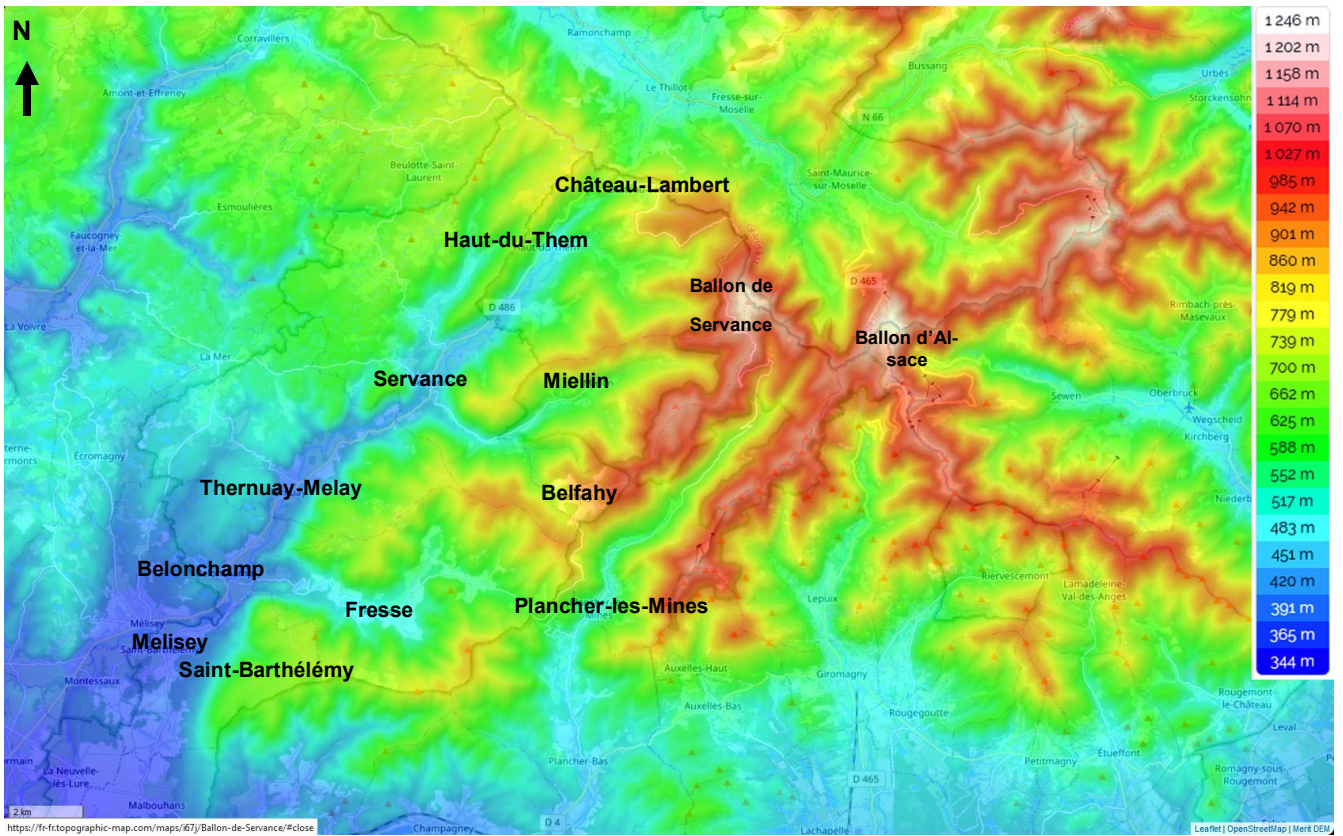 N
Corravillers
Ramonchamp
Amont-et-Effreney
Le Thillot
Fresse-sur-
Moselle
Bussang
Urbès
Storckensohn
N 66
Beulotte-Saint-
Laurent
Château-Lambert
Saint-Maurice-
sur-Moselle
Esmoulières
Haut-du-Them
Faucogney-
et-la-Mer
D 486
Ballon de
Servance
D 465
Rimbach-près-
Masevaux
La Voivre
La Mer
Ballon d'Al-
sace
Servance
Miellin
Sewen
Oberbruck
Wegscheid
Kirchberg
Écromagny
Thernuay-Melay
Belfahy
Niederb
Belonchamp
Fresse
Plancher-les-Mines
Mines
Lepuix
Riervescemont
Lamadeleine-
Val-des-Anges
Mélisey
Melisey
Saint-Barthélémy
Montessaux
Auxelles-Haut
Giromagny
Auxelles-Bas
Rougegoutte
Rougemont-
le-Château
Leval
Plancher-Bas
Petitmagny
Étueffont
Romagny-sous-
Rougemont
La Neuvelle-
lès-Lure
D 465
Malbouhans
2 km
D 4
Champagney
Lachapelle-
https://fr-fr.topographic-map.com/maps/i67j/Ballon-de-Servance/#close
Leaflet | OpenStreetMap | Merit DEM
1 246 m
1 202 m
1 158 m
1 114 m
1 070 m
1 027 m
985 m
942 m
901 m
860 m
819 m
779 m
739 m
700 m
662 m
625 m
588 m
552 m
517 m
483 m
451 m
420 m
391 m
365 m
344 m